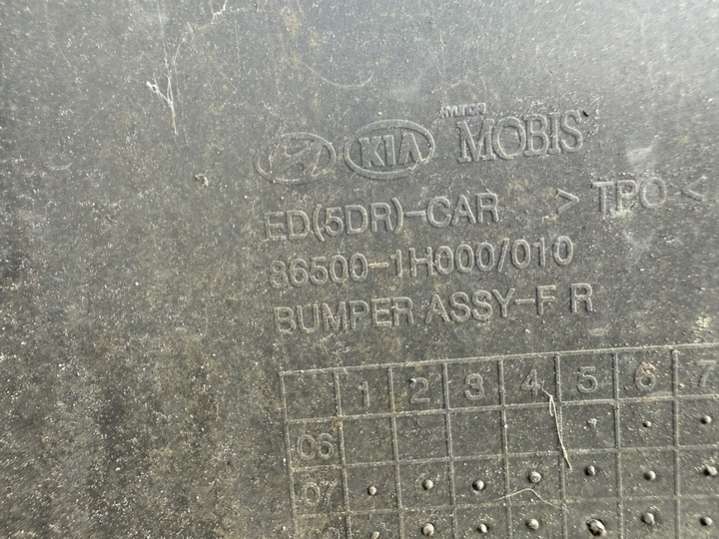 HYUNDAI
KIA MOBIS
ED(5DR)-CAR > TPO <
86500-1H000/010
BUMPER ASSY-F R
1 2 3 4 5 6 7
06
07